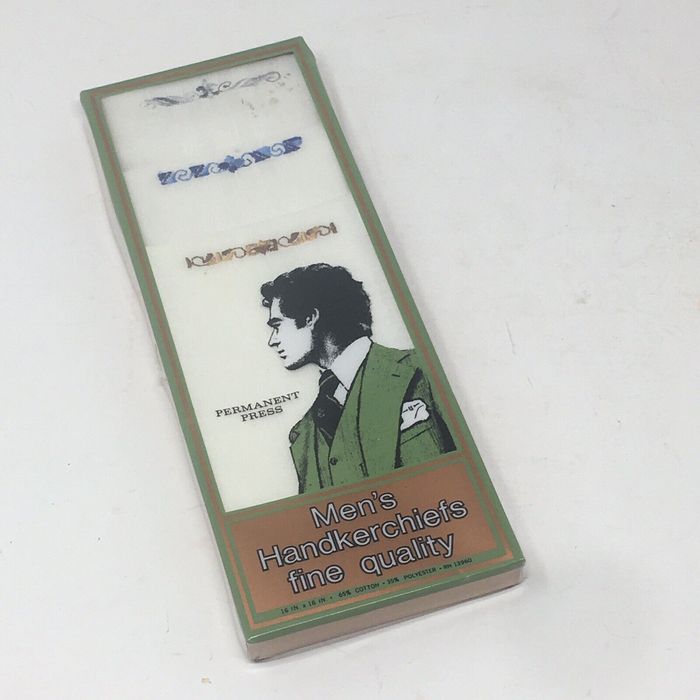 PERMANENT
PRESS
Men's
Handkerchiefs
fine quality
16 IN x 16 IN • 65% COTTON • 35% POLYESTER • RN 13960